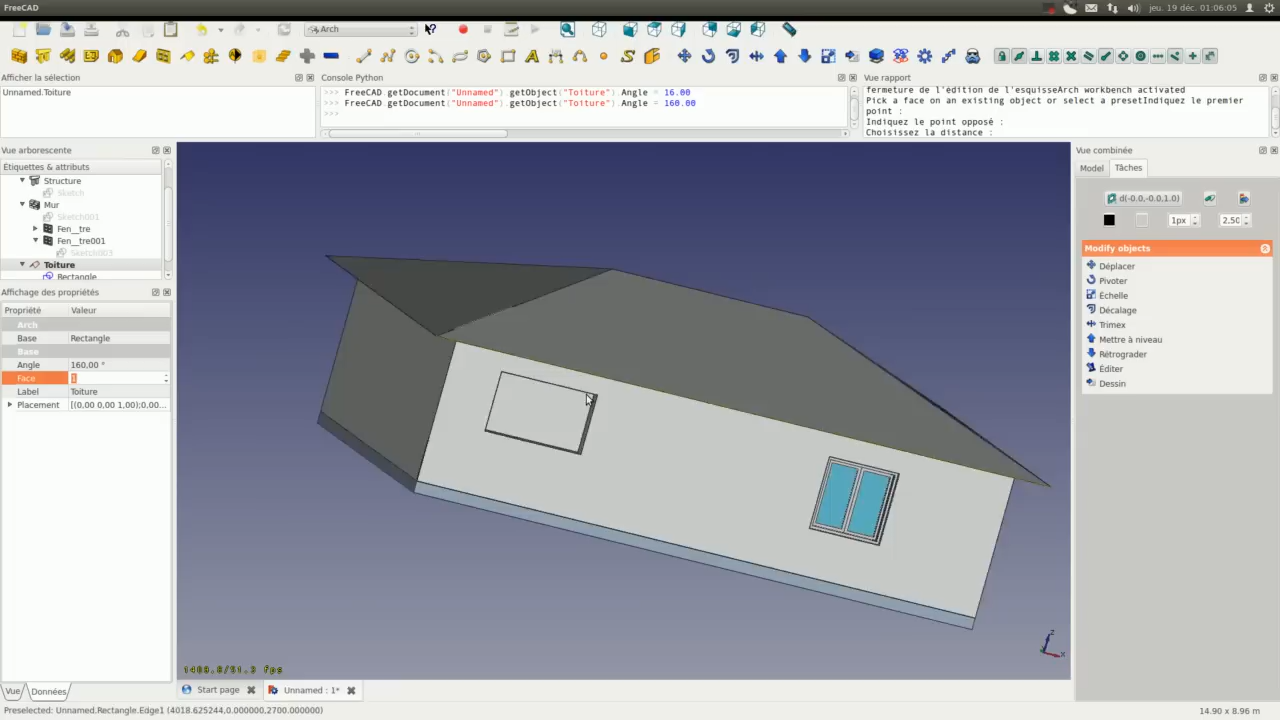 FreeCAD
jeu. 19 déc. 01:06:05
Arch
Afficher la sélection
Unnamed.Toiture
Console Python
>>> FreeCAD getDocument("Unnamed") getObject("Toiture") Angle = 16.00
>>> FreeCAD getDocument("Unnamed").getObject("Toiture").Angle = 160.00
>>>
Vue rapport
fermeture de l'édition de l'esquisseArch workbench activated
Pick a face on an existing object or select a presetIndiquez le premier
point :
Indiquez le point opposé :
Choisissez la distance :
Vue arborescente
Étiquettes & attributs
Structure
Sketch
Mur
Sketch001
Fen__tre
Fen__tre001
Sketch003
Toiture
Rectangle
Affichage des propriétés
Propriété Valeur
Arch
Base Rectangle
Base
Angle 160,00 °
Face 1
Label Toiture
Placement [(0,00 0,00 1,00);0.00...
Vue Données
Vue combinée
Model Tâches
d(-0.0,-0.0,1.0)
1px 2.50
Modify objects
Déplacer
Pivoter
Échelle
Décalage
Trimex
Mettre à niveau
Rétrograder
Éditer
Dessin
Z
X
Start page Unnamed : 1*
Preselected: Unnamed.Rectangle.Edge1 (4018.625244,0.000000,2700.000000)
14.90 x 8.96 m